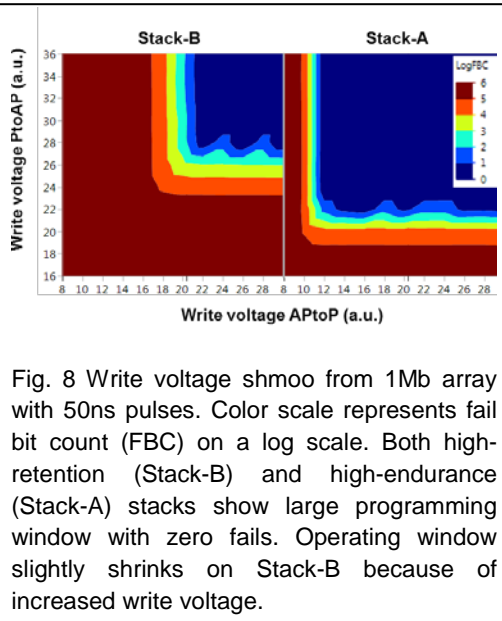 Stack-B Stack-A
LogFBC
6
5
4
3
2
1
0
Write voltage PtoAP (a.u.)
36
34
32
30
28
26
24
22
20
18
16
8 10 12 14 16 18 20 22 24 26 28 8 10 12 14 16 18 20 22 24 26 28
Write voltage APtoP (a.u.)
Fig. 8 Write voltage shmoo from 1Mb array
with 50ns pulses. Color scale represents fail
bit count (FBC) on a log scale. Both high-
retention (Stack-B) and high-endurance
(Stack-A) stacks show large programming
window with zero fails. Operating window
slightly shrinks on Stack-B because of
increased write voltage.